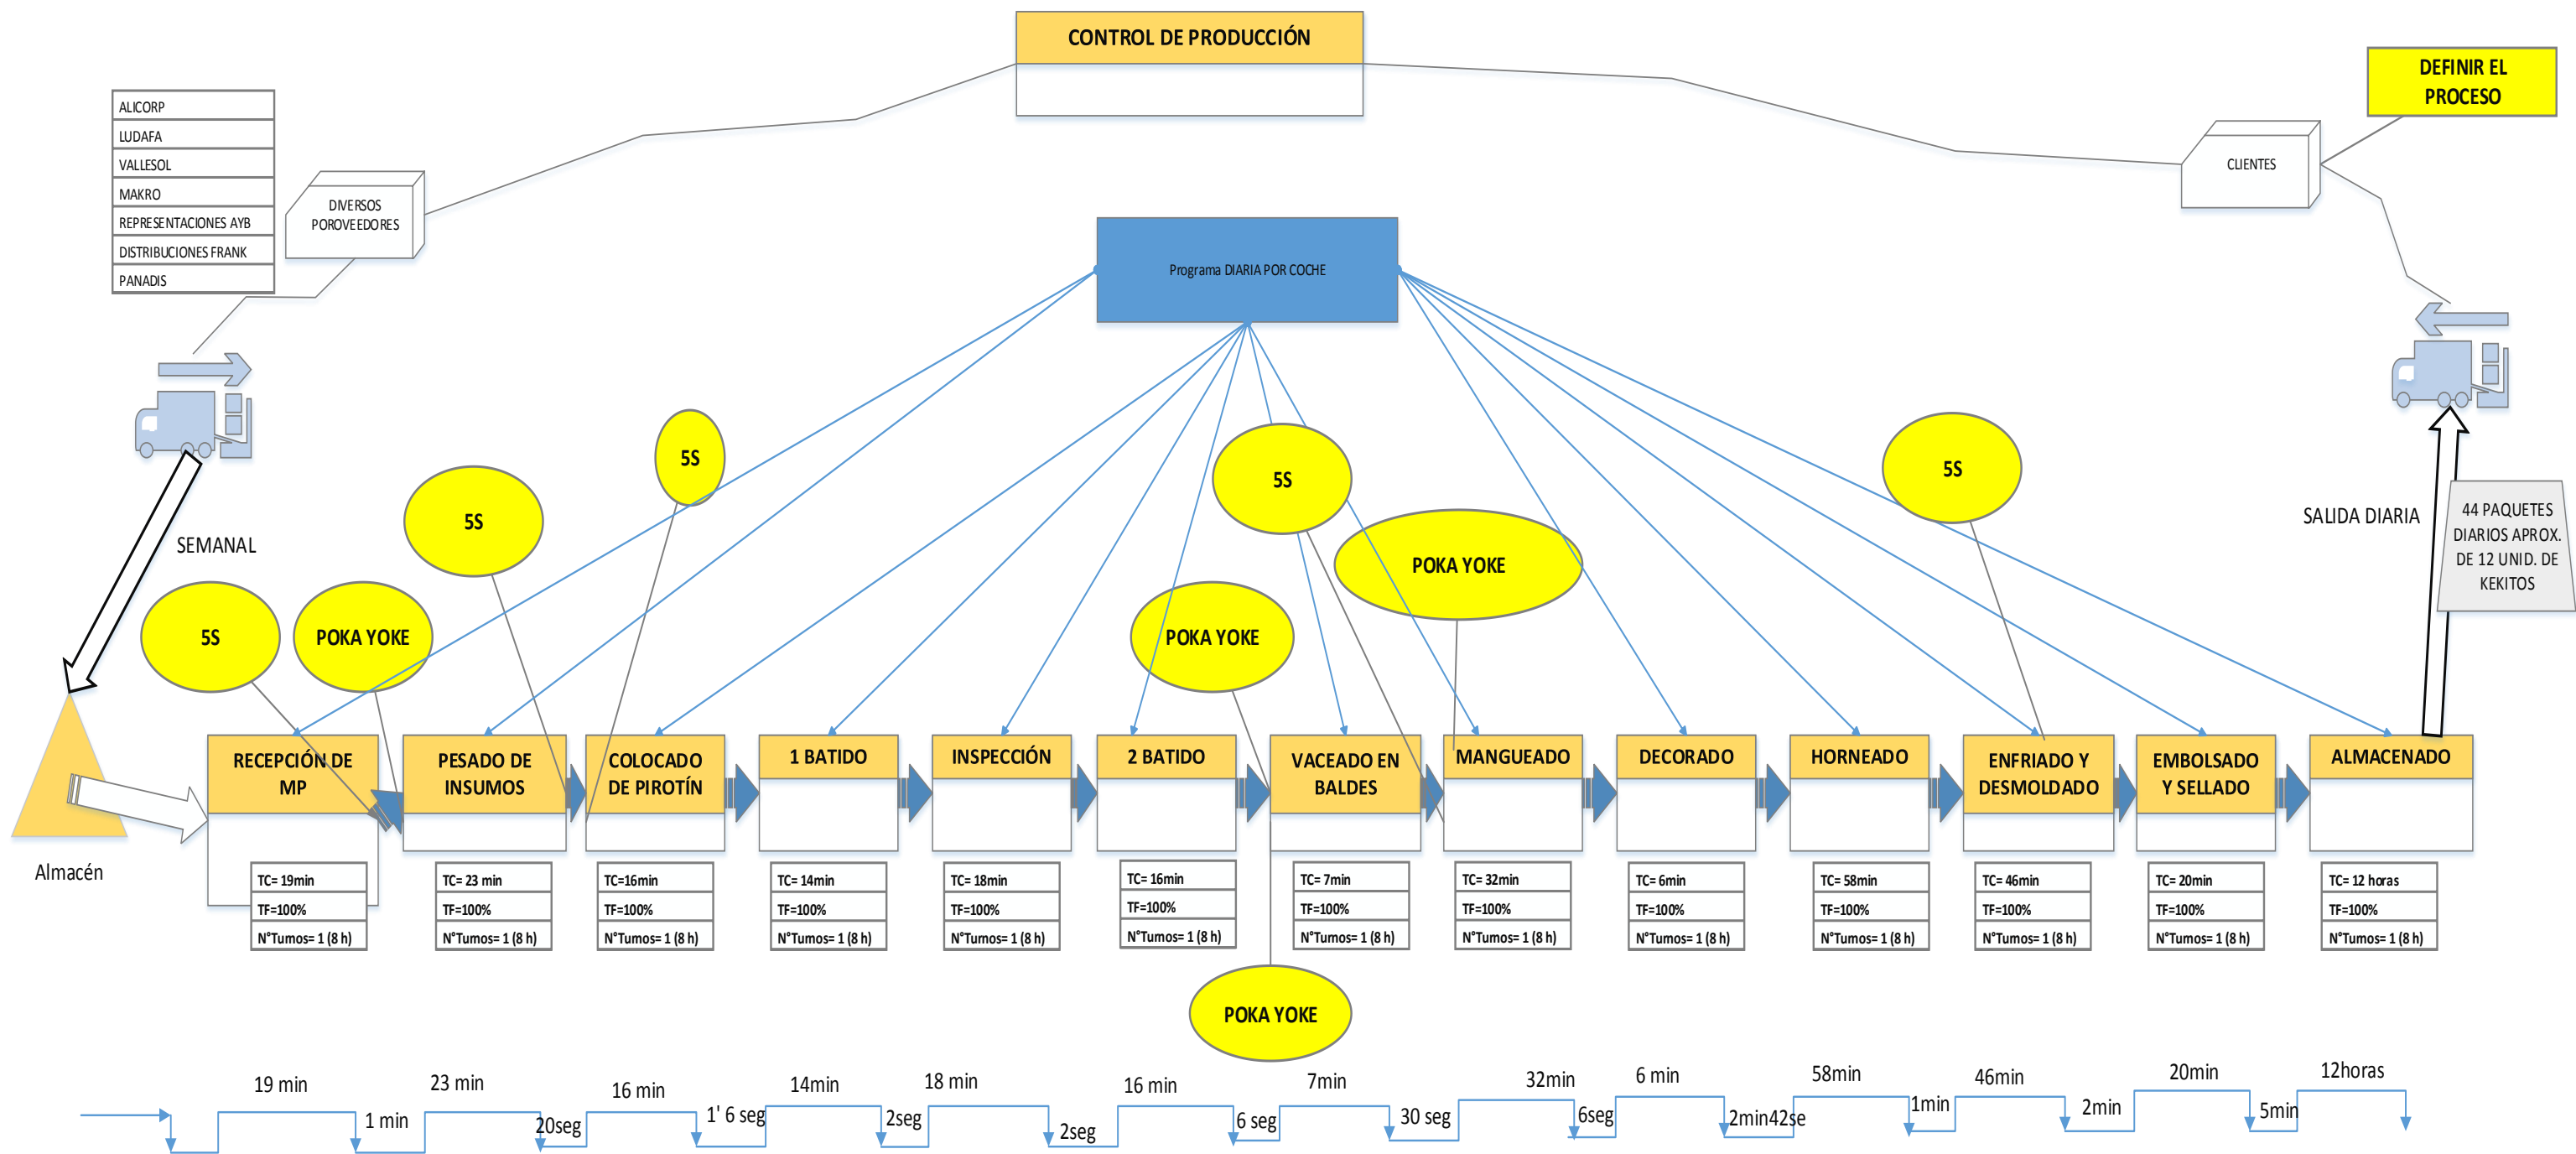 CONTROL DE PRODUCCIÓN
DEFINIR EL
PROCESO
ALICORP
LUDAFA
VALLESOL
MAKRO
REPRESENTACIONES AYB
DISTRIBUCIONES FRANK
PANADIS
DIVERSOS
POROVEEDORES
CLIENTES
Programa DIARIA POR COCHE
SEMANAL
SALIDA DIARIA
44 PAQUETES
DIARIOS APROX.
DE 12 UNID. DE
KEKITOS
5S
5S
5S
5S
5S
POKA YOKE
POKA YOKE
POKA YOKE
POKA YOKE
Almacén
RECEPCIÓN DE
MP
TC= 19min
TF=100%
N°Turnos= 1 (8 h)
PESADO DE
INSUMOS
TC= 23 min
TF=100%
N°Turnos= 1 (8 h)
COLOCADO
DE PIROTÍN
TC=16min
TF=100%
N°Turnos= 1 (8 h)
1 BATIDO
TC= 14min
TF=100%
N°Turnos= 1 (8 h)
INSPECCIÓN
TC= 18min
TF=100%
N°Turnos= 1 (8 h)
2 BATIDO
TC= 16min
TF=100%
N°Turnos= 1 (8 h)
VACEADO EN
BALDES
TC= 7min
TF=100%
N°Turnos= 1 (8 h)
MANGUEADO
TC= 32min
TF=100%
N°Turnos= 1 (8 h)
DECORADO
TC= 6min
TF=100%
N°Turnos= 1 (8 h)
HORNEADO
TC= 58min
TF=100%
N°Turnos= 1 (8 h)
ENFRIADO Y
DESMOLDADO
TC= 46min
TF=100%
N°Turnos= 1 (8 h)
EMBOLSADO
Y SELLADO
TC= 20min
TF=100%
N°Turnos= 1 (8 h)
ALMACENADO
TC= 12 horas
TF=100%
N°Turnos= 1 (8 h)
19 min
1 min
23 min
20seg
16 min
1' 6 seg
14min
2seg
18 min
2seg
16 min
6 seg
7min
30 seg
32min
6seg
6 min
2min42se
58min
1min
46min
2min
20min
5min
12horas